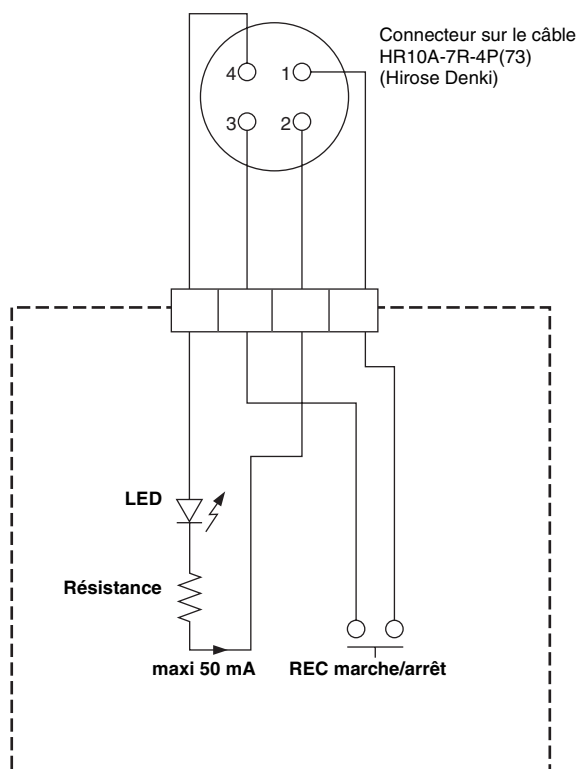 Connecteur sur le câble
HR10A-7R-4P(73)
(Hirose Denki)
4 1
3 2
LED
Résistance
maxi 50 mA REC marche/arrêt